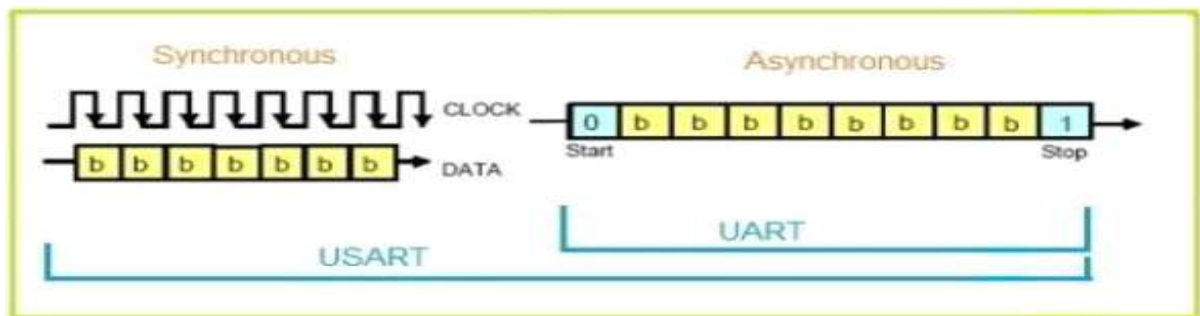 Synchronous
Asynchronous
CLOCK
0 b b b b b b b b 1
Start
Stop
b b b b b b b
DATA
UART
USART